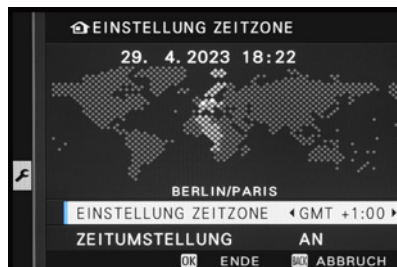 EINSTELLUNG ZEITZONE
29. 4. 2023 18:22
BERLIN/PARIS
EINSTELLUNG ZEITZONE GMT +1:00
ZEITUMSTELLUNG AN
OK ENDE BACK ABBRUCH